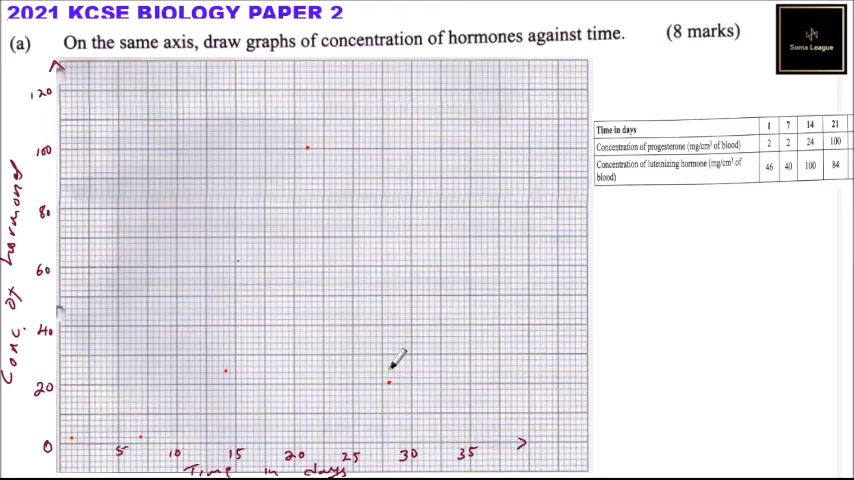 2021 KCSE BIOLOGY PAPER 2
(a) On the same axis, draw graphs of concentration of hormones against time. (8 marks)
Soma League
Time in days 1 7 14 21
Concentration of progesterone (mg/cm³ of blood) 2 2 24 100
Concentration of luteinizing hormone (mg/cm³ of blood) 46 40 100 84
Conc. of hormones
120
100
80
60
40
20
0
5 10 15 20 25 30 35
Time in days